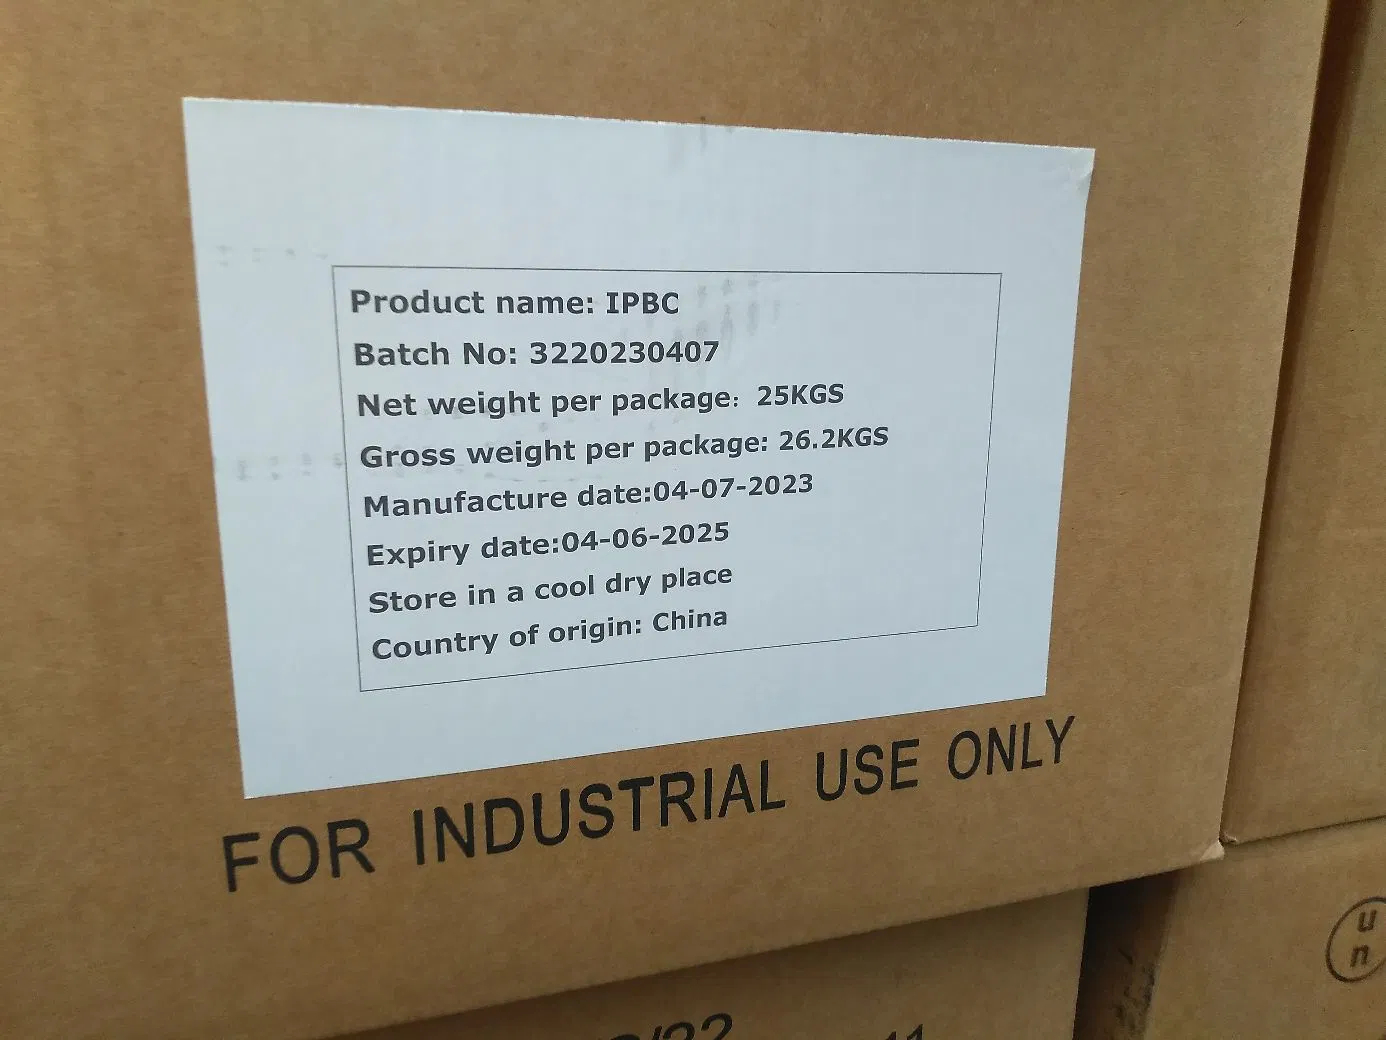 Product name: IPBC
Batch No: 3220230407
Net weight per package: 25KGS
Gross weight per package: 26.2KGS
Manufacture date:04-07-2023
Expiry date:04-06-2025
Store in a cool dry place
Country of origin: China
FOR INDUSTRIAL USE ONLY
u
n
/22
11